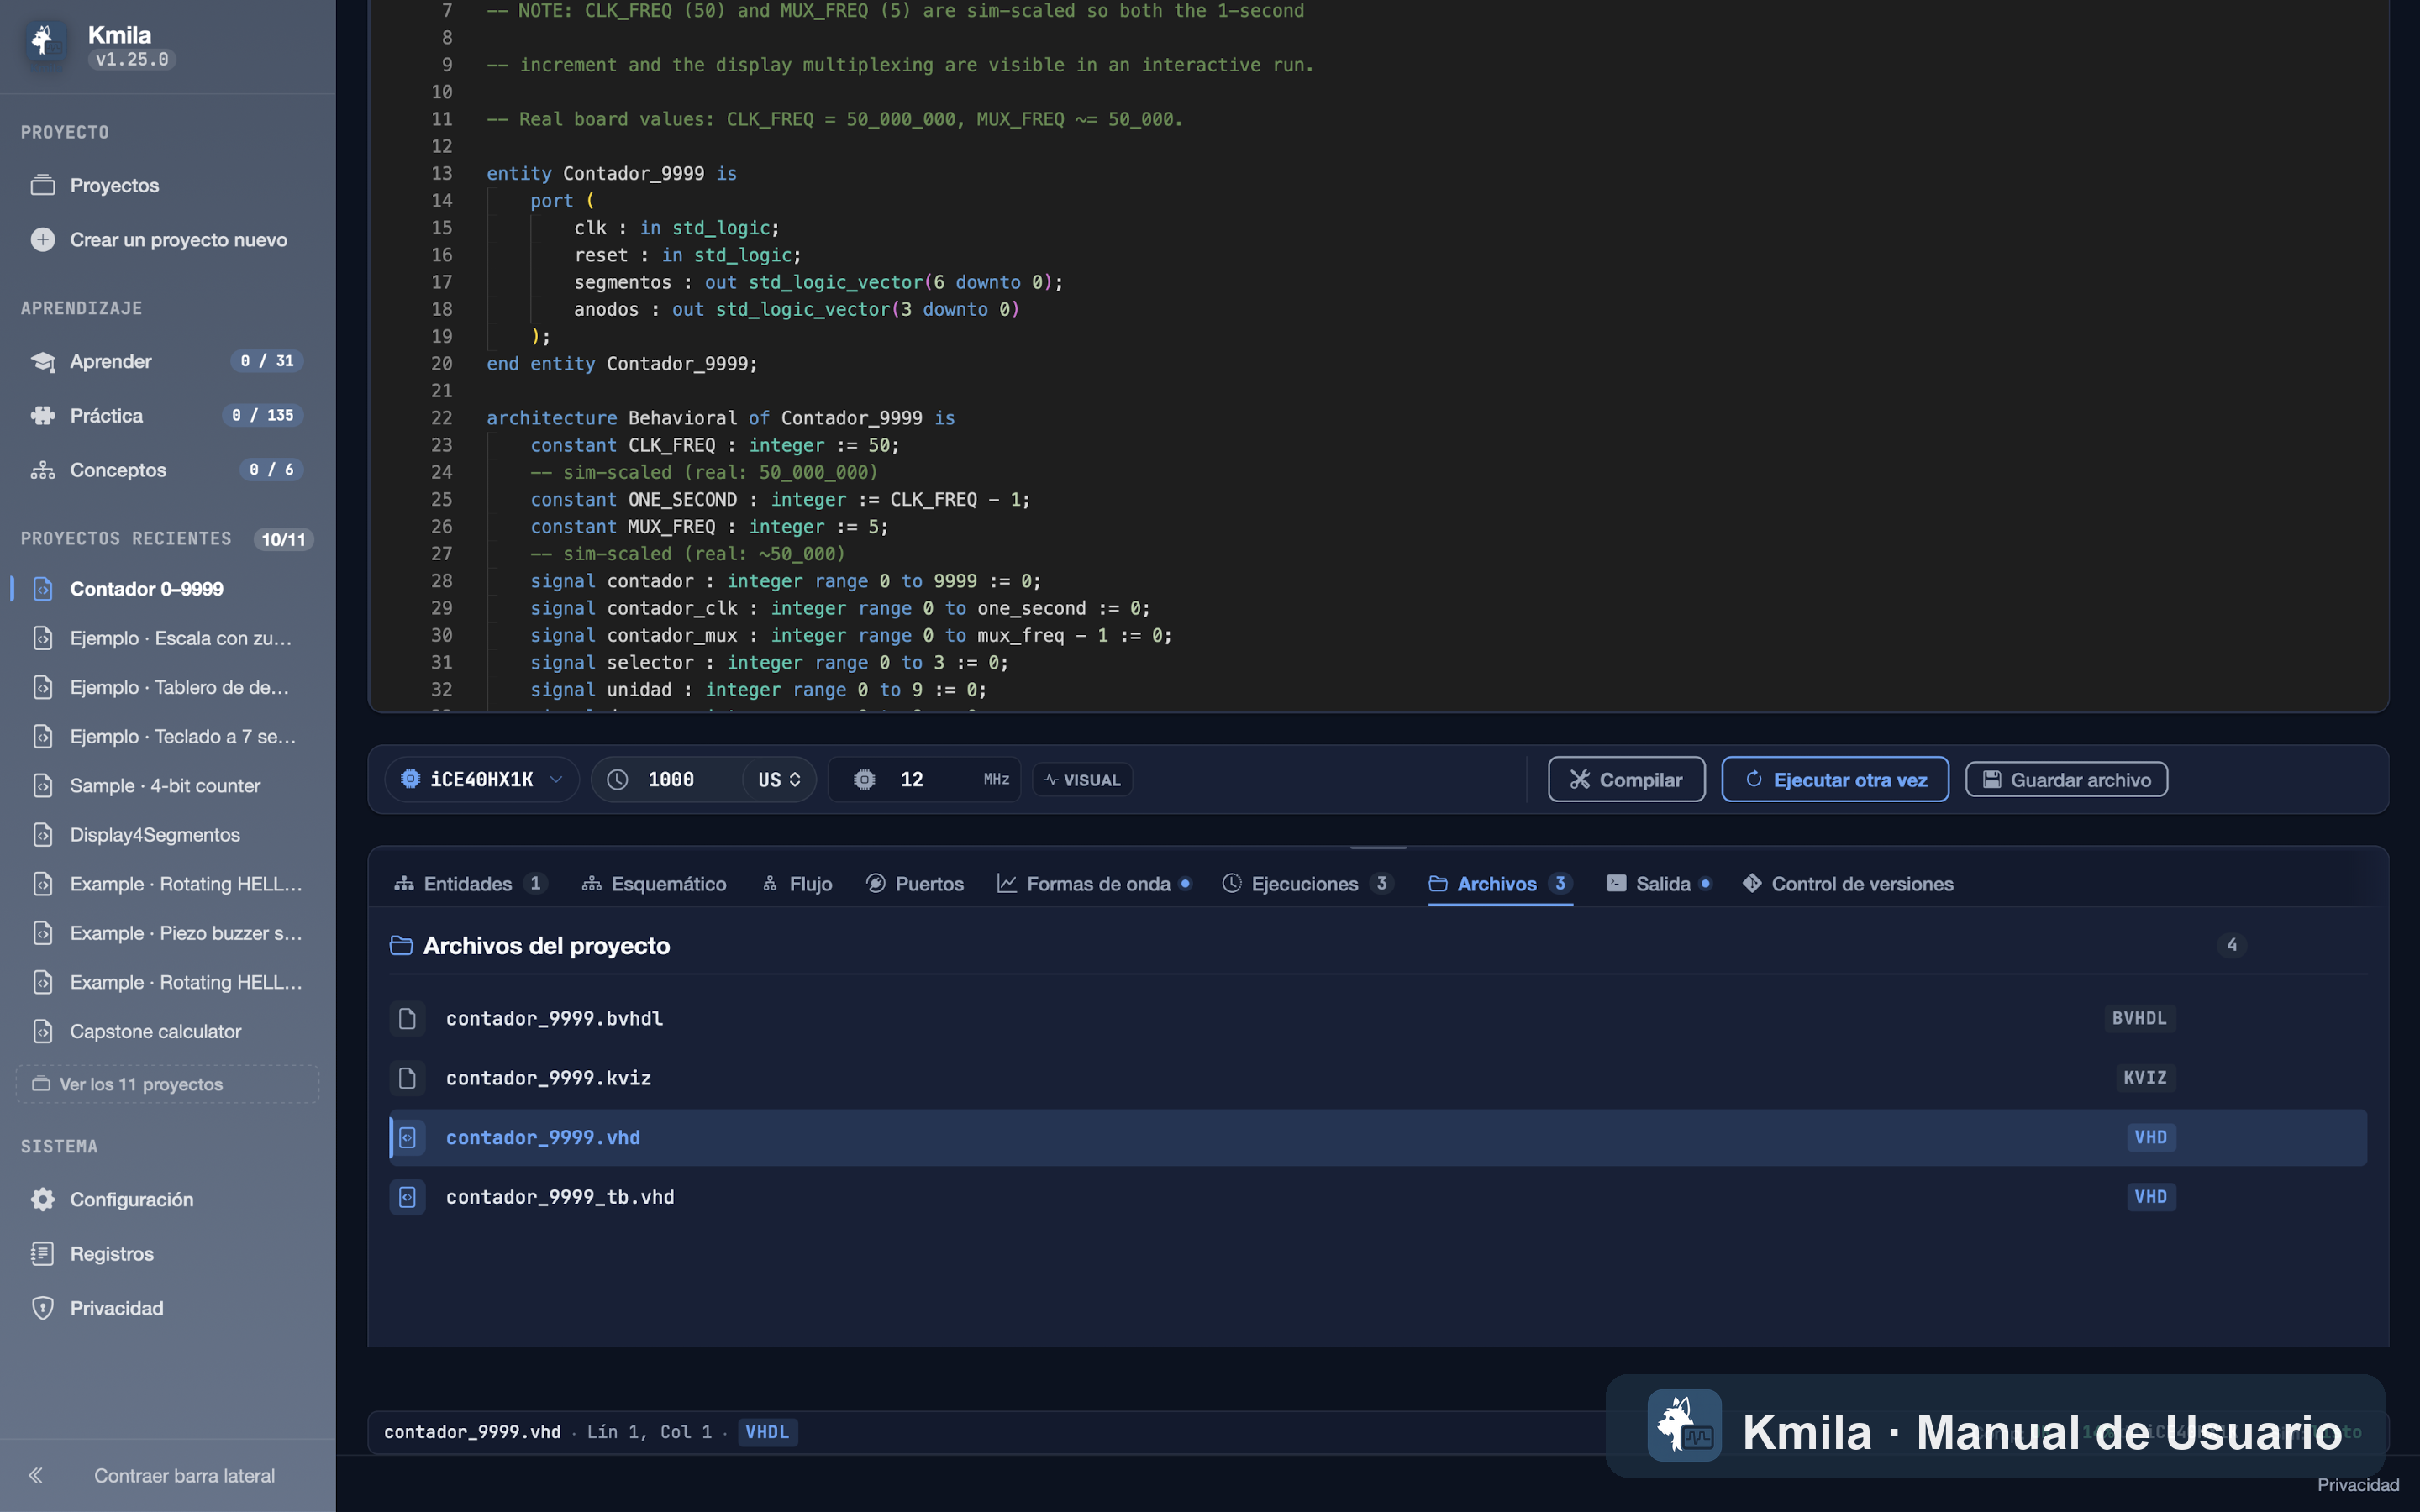 Kmila
v1.25.0
PROYECTO
Proyectos
Crear un proyecto nuevo
APRENDIZAJE
Aprender 0 / 31
Práctica 0 / 135
Conceptos 0 / 6
PROYECTOS RECIENTES 10/11
Contador 0–9999
Ejemplo · Escala con zu...
Ejemplo · Tablero de de...
Ejemplo · Teclado a 7 se...
Sample · 4-bit counter
Display4Segmentos
Example · Rotating HELL...
Example · Piezo buzzer s...
Example · Rotating HELL...
Capstone calculator
Ver los 11 proyectos
SISTEMA
Configuración
Registros
Privacidad
Contraer barra lateral
7 -- NOTE: CLK_FREQ (50) and MUX_FREQ (5) are sim-scaled so both the 1-second
8
9 -- increment and the display multiplexing are visible in an interactive run.
10
11 -- Real board values: CLK_FREQ = 50_000_000, MUX_FREQ ~= 50_000.
12
13 entity Contador_9999 is
14 port (
15 clk : in std_logic;
16 reset : in std_logic;
17 segmentos : out std_logic_vector(6 downto 0);
18 anodos : out std_logic_vector(3 downto 0)
19 );
20 end entity Contador_9999;
21
22 architecture Behavioral of Contador_9999 is
23 constant CLK_FREQ : integer := 50;
24 -- sim-scaled (real: 50_000_000)
25 constant ONE_SECOND : integer := CLK_FREQ - 1;
26 constant MUX_FREQ : integer := 5;
27 -- sim-scaled (real: ~50_000)
28 signal contador : integer range 0 to 9999 := 0;
29 signal contador_clk : integer range 0 to one_second := 0;
30 signal contador_mux : integer range 0 to mux_freq - 1 := 0;
31 signal selector : integer range 0 to 3 := 0;
32 signal unidad : integer range 0 to 9 := 0;
iCE40HX1K 1000 US 12 MHz VISUAL Compilar Ejecutar otra vez Guardar archivo
Entidades 1 Esquemático Flujo Puertos Formas de onda Ejecuciones 3 Archivos 3 Salida Control de versiones
Archivos del proyecto 4
contador_9999.bvhdl BVHDL
contador_9999.kviz KVIZ
contador_9999.vhd VHD
contador_9999_tb.vhd VHD
contador_9999.vhd · Lín 1, Col 1 · VHDL
Kmila · Manual de Usuario
Privacidad